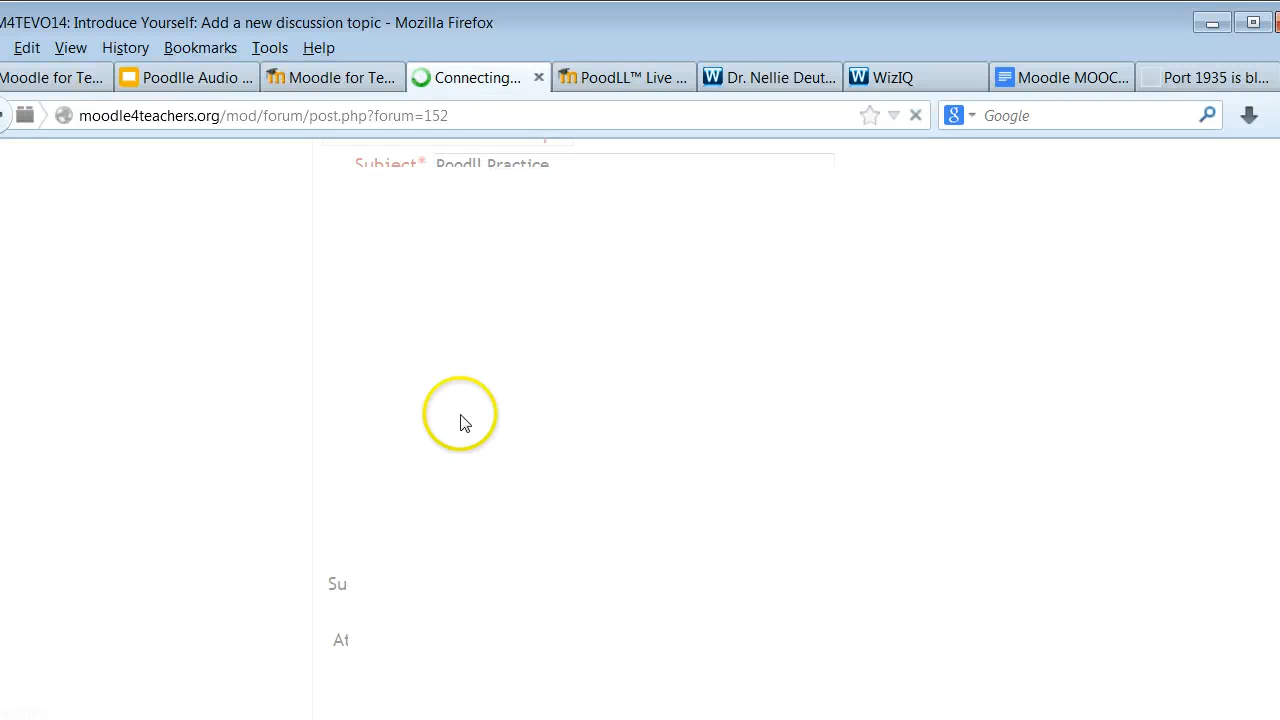 M4TEVO14: Introduce Yourself: Add a new discussion topic - Mozilla Firefox
Edit View History Bookmarks Tools Help
Moodle for Te... Poodlle Audio ... Moodle for Te... Connecting... PoodLL™ Live ... Dr. Nellie Deut... WizIQ Moodle MOOC... Port 1935 is bl...
moodle4teachers.org/mod/forum/post.php?forum=152 Google
Subject* Poodll Practice
Su
At